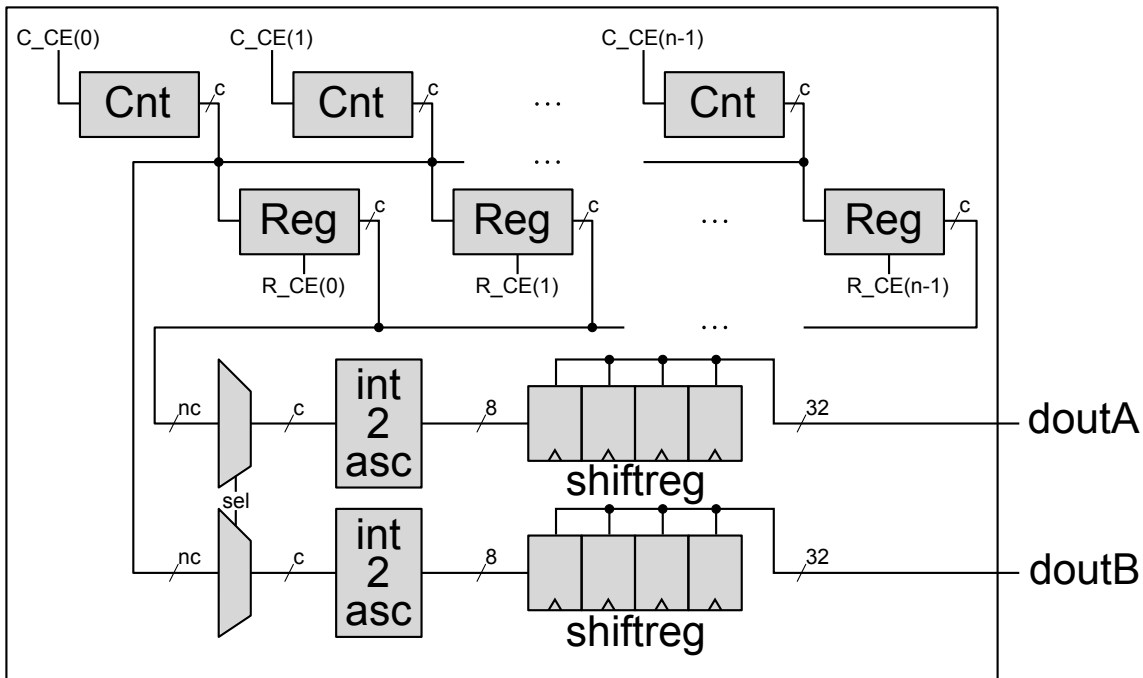 C_CE(0) C_CE(1) C_CE(n-1)
Cnt c Cnt c ... Cnt c
...
Reg c Reg c ... Reg c
R_CE(0) R_CE(1) R_CE(n-1)
...
nc c int 2 asc 8 32 doutA
shiftreg
sel
nc c int 2 asc 8 32 doutB
shiftreg